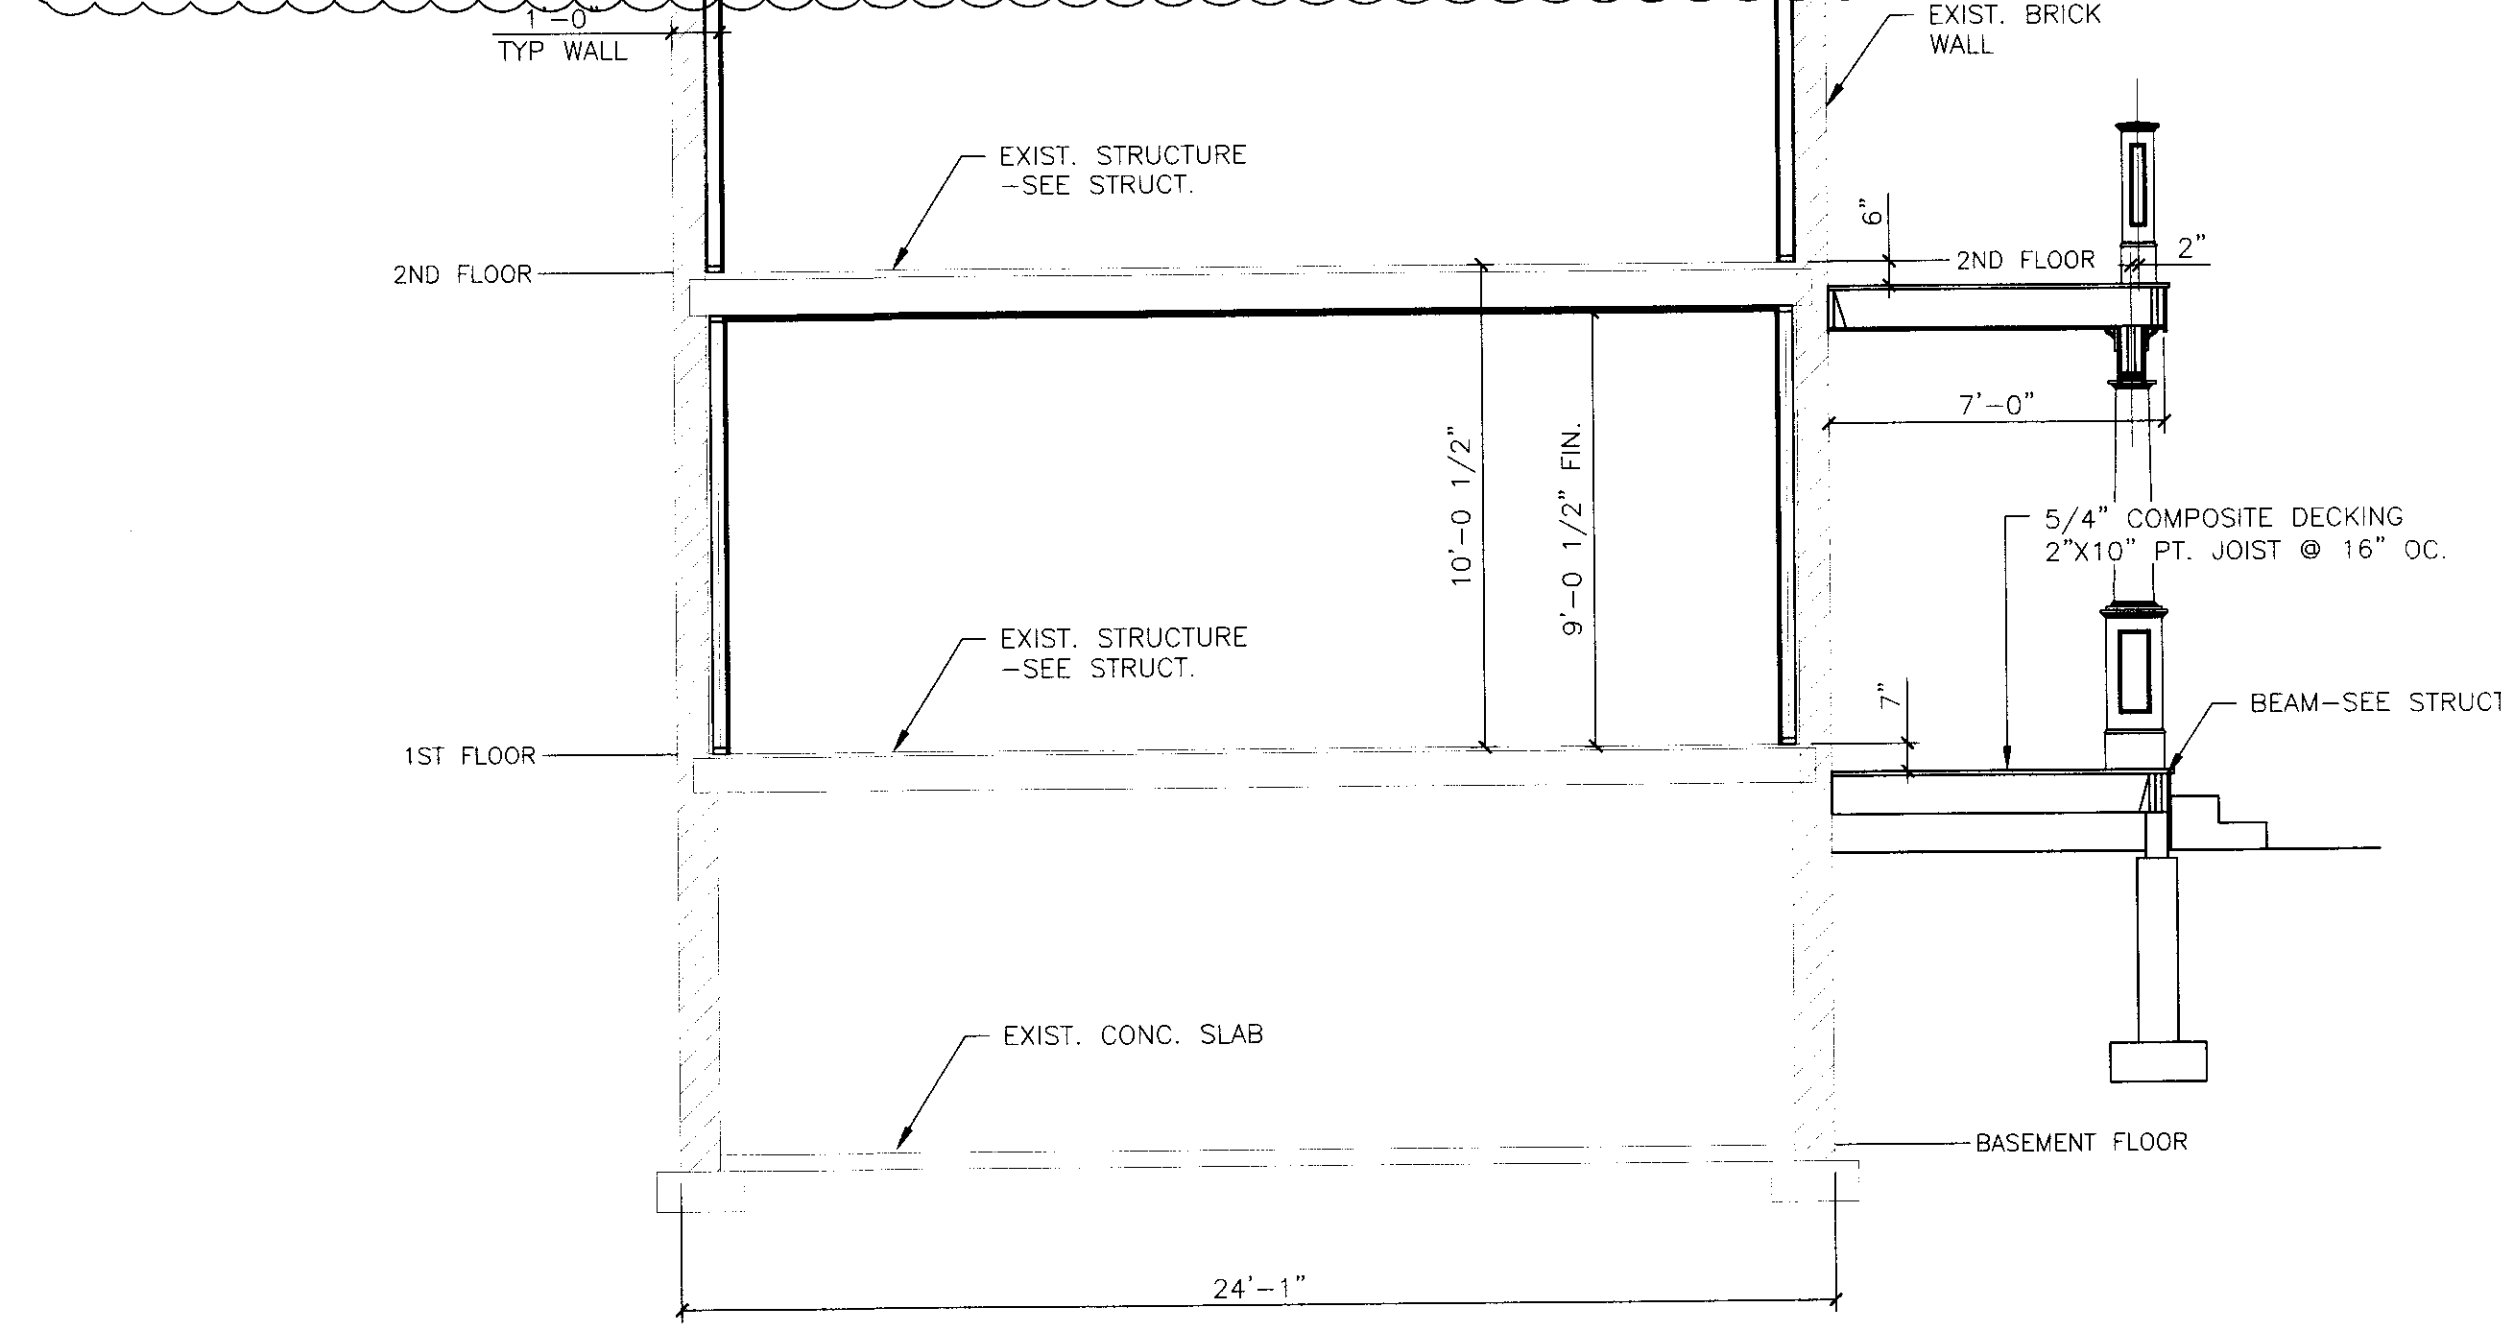 1'-0"
TYP WALL
EXIST. BRICK
WALL
EXIST. STRUCTURE
-SEE STRUCT.
6"
2ND FLOOR
2ND FLOOR
2"
7'-0"
10'-0 1/2"
9'-0 1/2" FIN.
5/4" COMPOSITE DECKING
2"X10" PT. JOIST @ 16" OC.
EXIST. STRUCTURE
-SEE STRUCT.
7"
BEAM-SEE STRUCT
1ST FLOOR
EXIST. CONC. SLAB
BASEMENT FLOOR
24'-1"